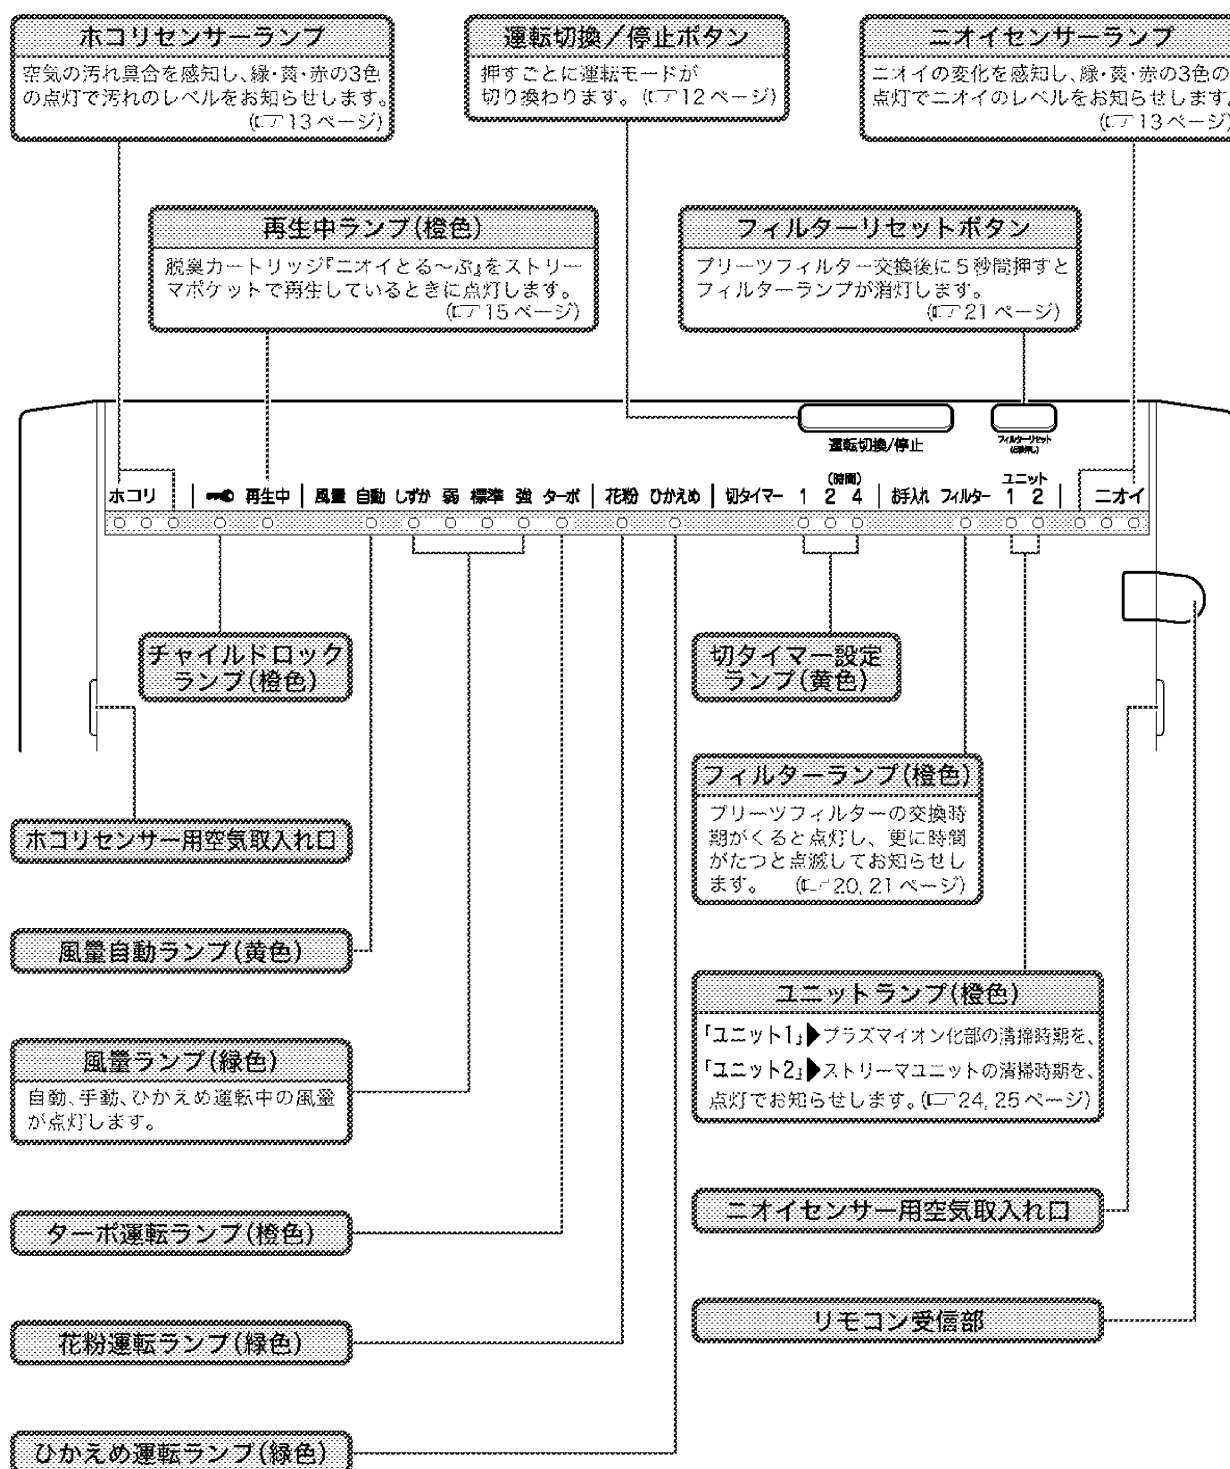 ホコリセンサーランプ
空気の汚れ具合を感知し、緑・黄・赤の3色
の点灯で汚れのレベルをお知らせします。
(☞13ページ)
運転切換／停止ボタン
押すごとに運転モードが
切り換わります。(☞12ページ)
ニオイセンサーランプ
ニオイの変化を感知し、緑・黄・赤の3色の
点灯でニオイのレベルをお知らせします。
(☞13ページ)
再生中ランプ(橙色)
脱臭カートリッジ『ニオイとる～ぷ』をストリー
マポケットで再生しているときに点灯します。
(☞15ページ)
フィルターリセットボタン
プリーツフィルター交換後に5秒間押すと
フィルターランプが消灯します。
(☞21ページ)
運転切換/停止
フィルターリセット
(5秒押し)
ホコリ 再生中 風量 自動 しずか 弱 標準 強 ターボ 花粉 ひかえめ 切タイマー (時間) 1 2 4 お手入れ フィルター ユニット 1 2 ニオイ
チャイルドロック
ランプ(橙色)
切タイマー設定
ランプ(黄色)
フィルターランプ(橙色)
プリーツフィルターの交換時
期がくると点灯し、更に時間
がたつと点滅してお知らせし
ます。 (☞20, 21ページ)
ホコリセンサー用空気取入れ口
風量自動ランプ(黄色)
ユニットランプ(橙色)
「ユニット1」▶プラズマイオン化部の清掃時期を、
「ユニット2」▶ストリーマユニットの清掃時期を、
点灯でお知らせします。(☞24, 25ページ)
風量ランプ(緑色)
自動、手動、ひかえめ運転中の風量
が点灯します。
ニオイセンサー用空気取入れ口
ターボ運転ランプ(橙色)
リモコン受信部
花粉運転ランプ(緑色)
ひかえめ運転ランプ(緑色)